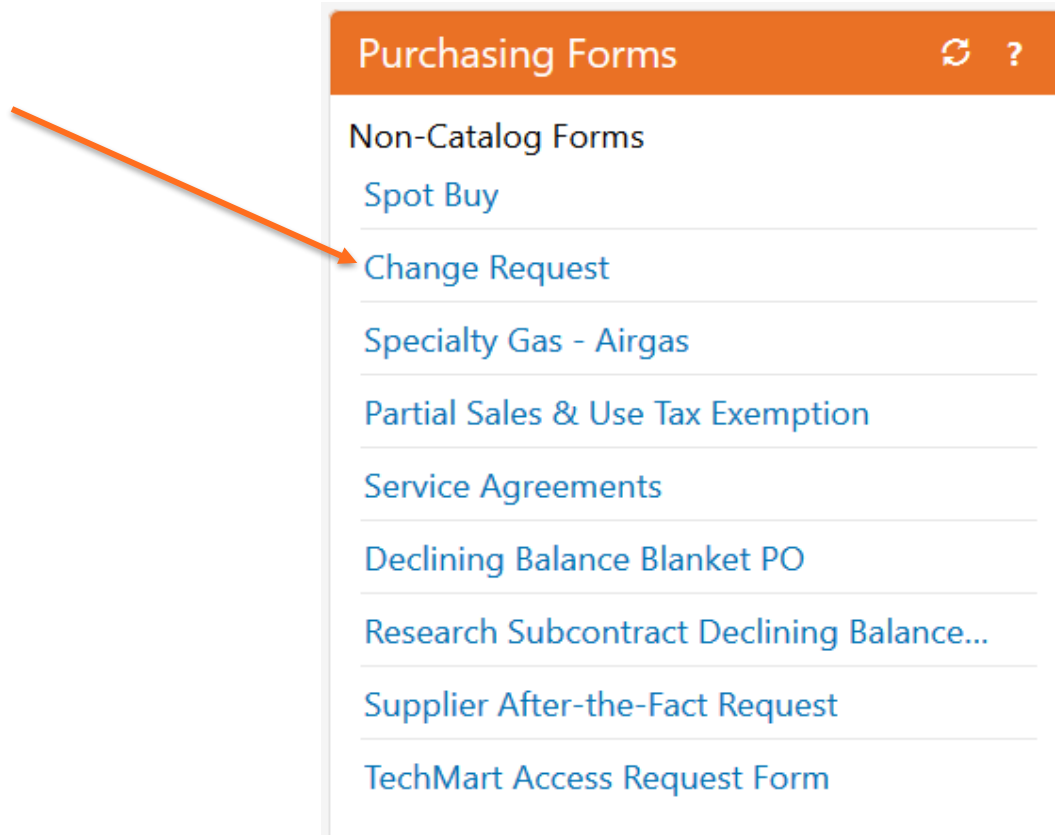 Purchasing Forms ?
Non-Catalog Forms
Spot Buy
Change Request
Specialty Gas - Airgas
Partial Sales & Use Tax Exemption
Service Agreements
Declining Balance Blanket PO
Research Subcontract Declining Balance...
Supplier After-the-Fact Request
TechMart Access Request Form